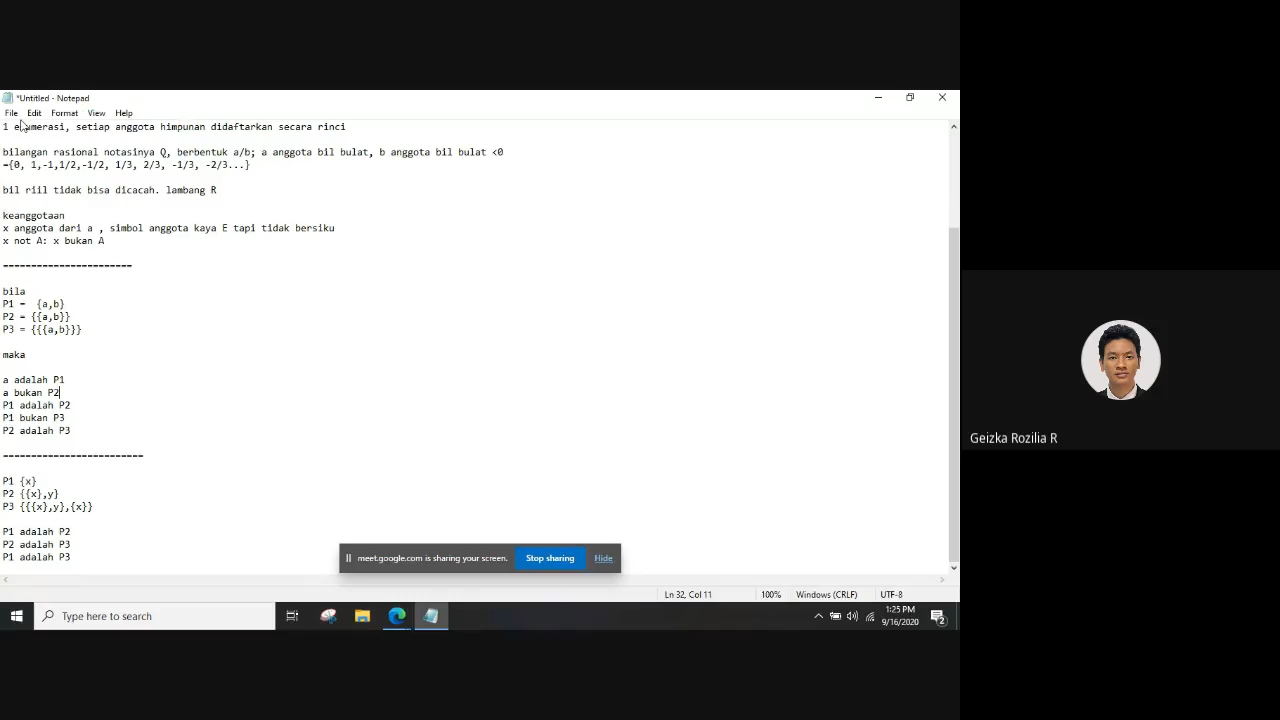 *Untitled - Notepad
File Edit Format View Help
1 enumerasi, setiap anggota himpunan didaftarkan secara rinci
bilangan rasional notasinya Q, berbentuk a/b; a anggota bil bulat, b anggota bil bulat <0
={0, 1,-1,1/2,-1/2, 1/3, 2/3, -1/3, -2/3...}
bil riil tidak bisa dicacah. lambang R
keanggotaan
x anggota dari a , simbol anggota kaya E tapi tidak bersiku
x not A: x bukan A
-----------------------
bila
P1 =  {a,b}
P2 = {{a,b}}
P3 = {{{a,b}}}
maka
a adalah P1
a bukan P2
P1 adalah P2
P1 bukan P3
P2 adalah P3
-------------------------
P1 {x}
P2 {{x},y}
P3 {{{x},y},{x}}
P1 adalah P2
P2 adalah P3
P1 adalah P3
meet.google.com is sharing your screen. Stop sharing Hide
Ln 32, Col 11 100% Windows (CRLF) UTF-8
Type here to search
1:25 PM
9/16/2020
2
Geizka Rozilia R